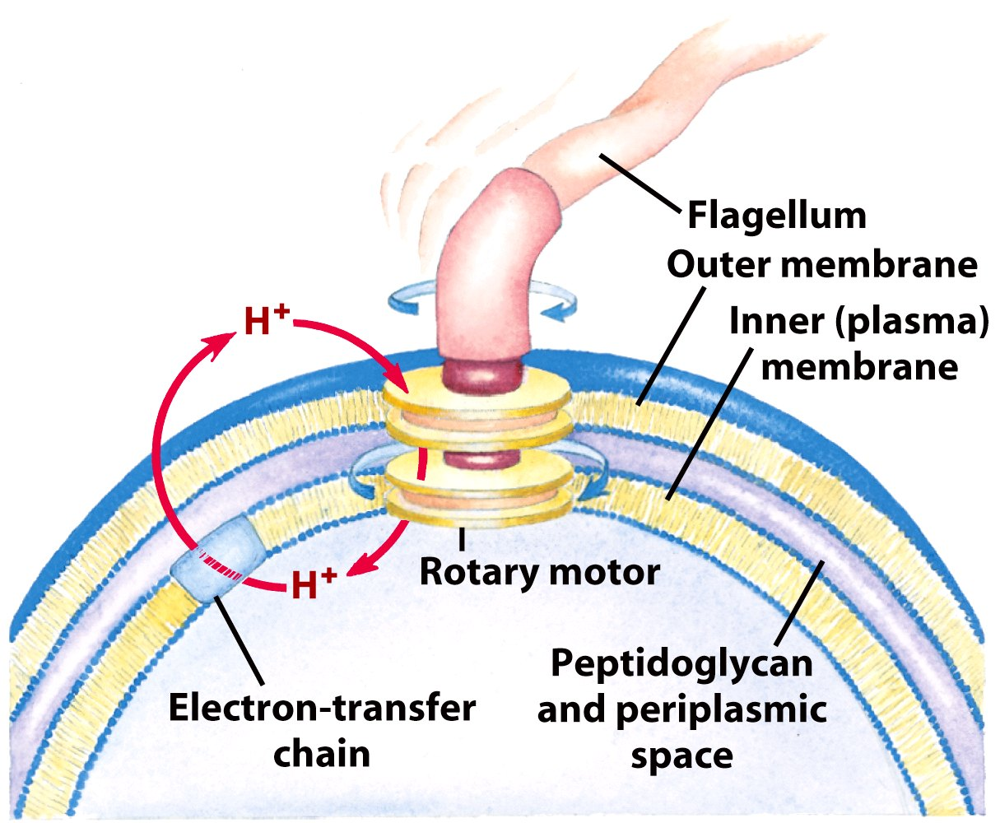 Flagellum
Outer membrane
Inner (plasma)
membrane
H+
H+
Rotary motor
Peptidoglycan
and periplasmic
space
Electron-transfer
chain